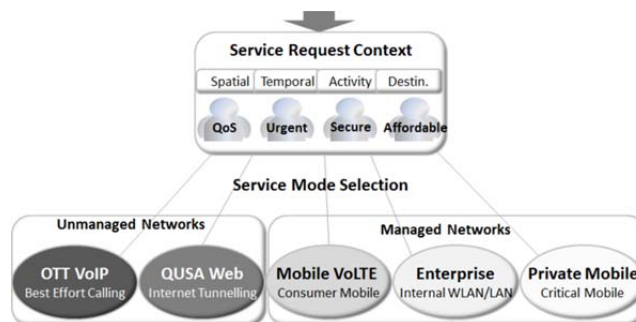 Service Request Context
Spatial Temporal Activity Destin.
QoS Urgent Secure Affordable
Service Mode Selection
Unmanaged Networks Managed Networks
OTT VoIP QUSA Web Mobile VoLTE Enterprise Private Mobile
Best Effort Calling Internet Tunnelling Consumer Mobile Internal WLAN/LAN Critical Mobile